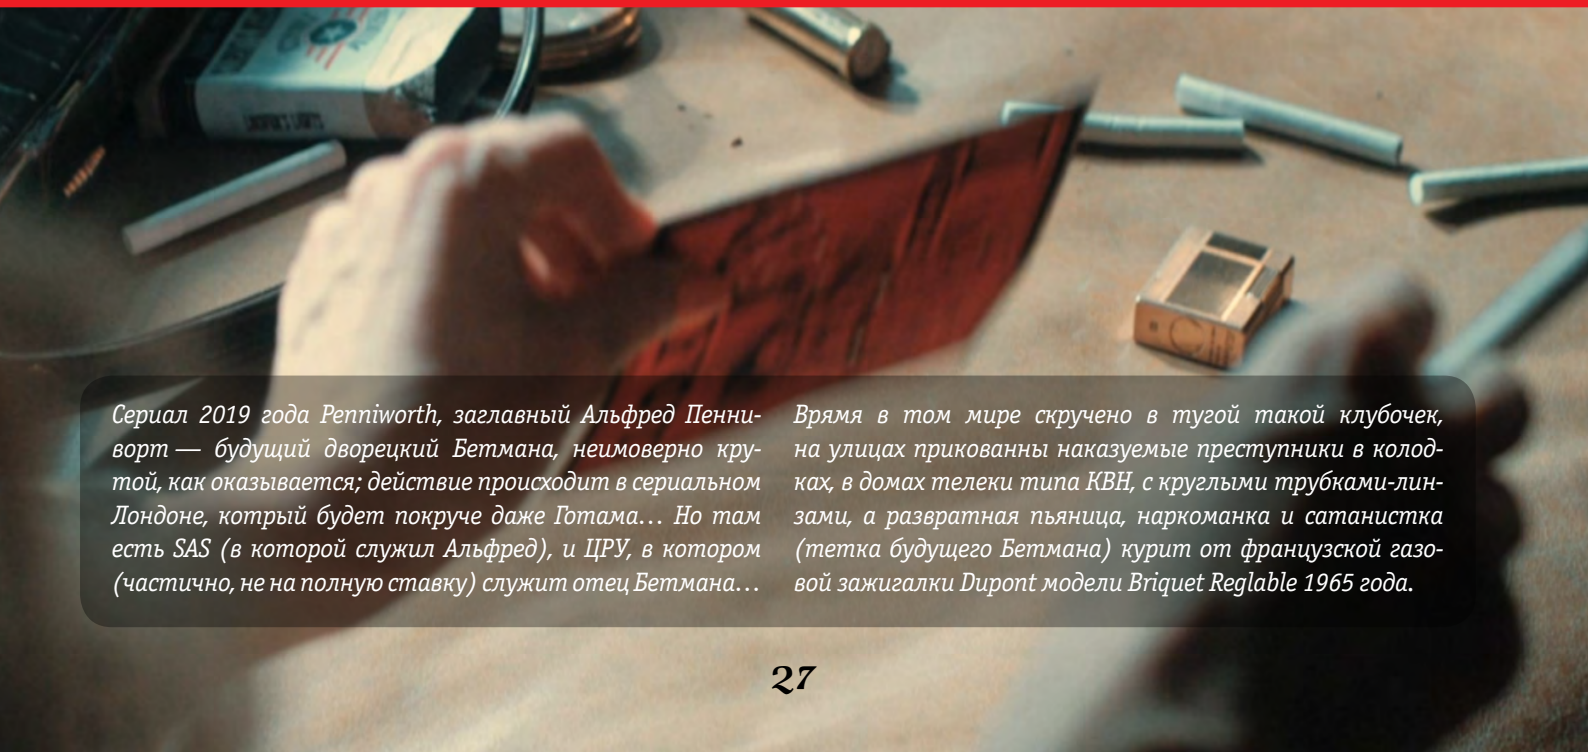 Сериал 2019 года Penniworth, заглавный Альфред Пенни-
ворт — будущий дворецкий Бетмана, неимоверно кру-
той, как оказывается; действие происходит в сериальном
Лондоне, котрый будет покруче даже Готама... Но там
есть SAS (в которой служил Альфред), и ЦРУ, в котором
(частично, не на полную ставку) служит отец Бетмана...
Врямя в том мире скручено в тугой такой клубочек,
на улицах прикованны наказуемые преступники в колод-
ках, в домах телеки типа КВН, с круглыми трубками-лин-
зами, а развратная пьяница, наркоманка и сатанистка
(тетка будущего Бетмана) курит от французской газо-
вой зажигалки Dupont модели Briquet Reglable 1965 года.
27